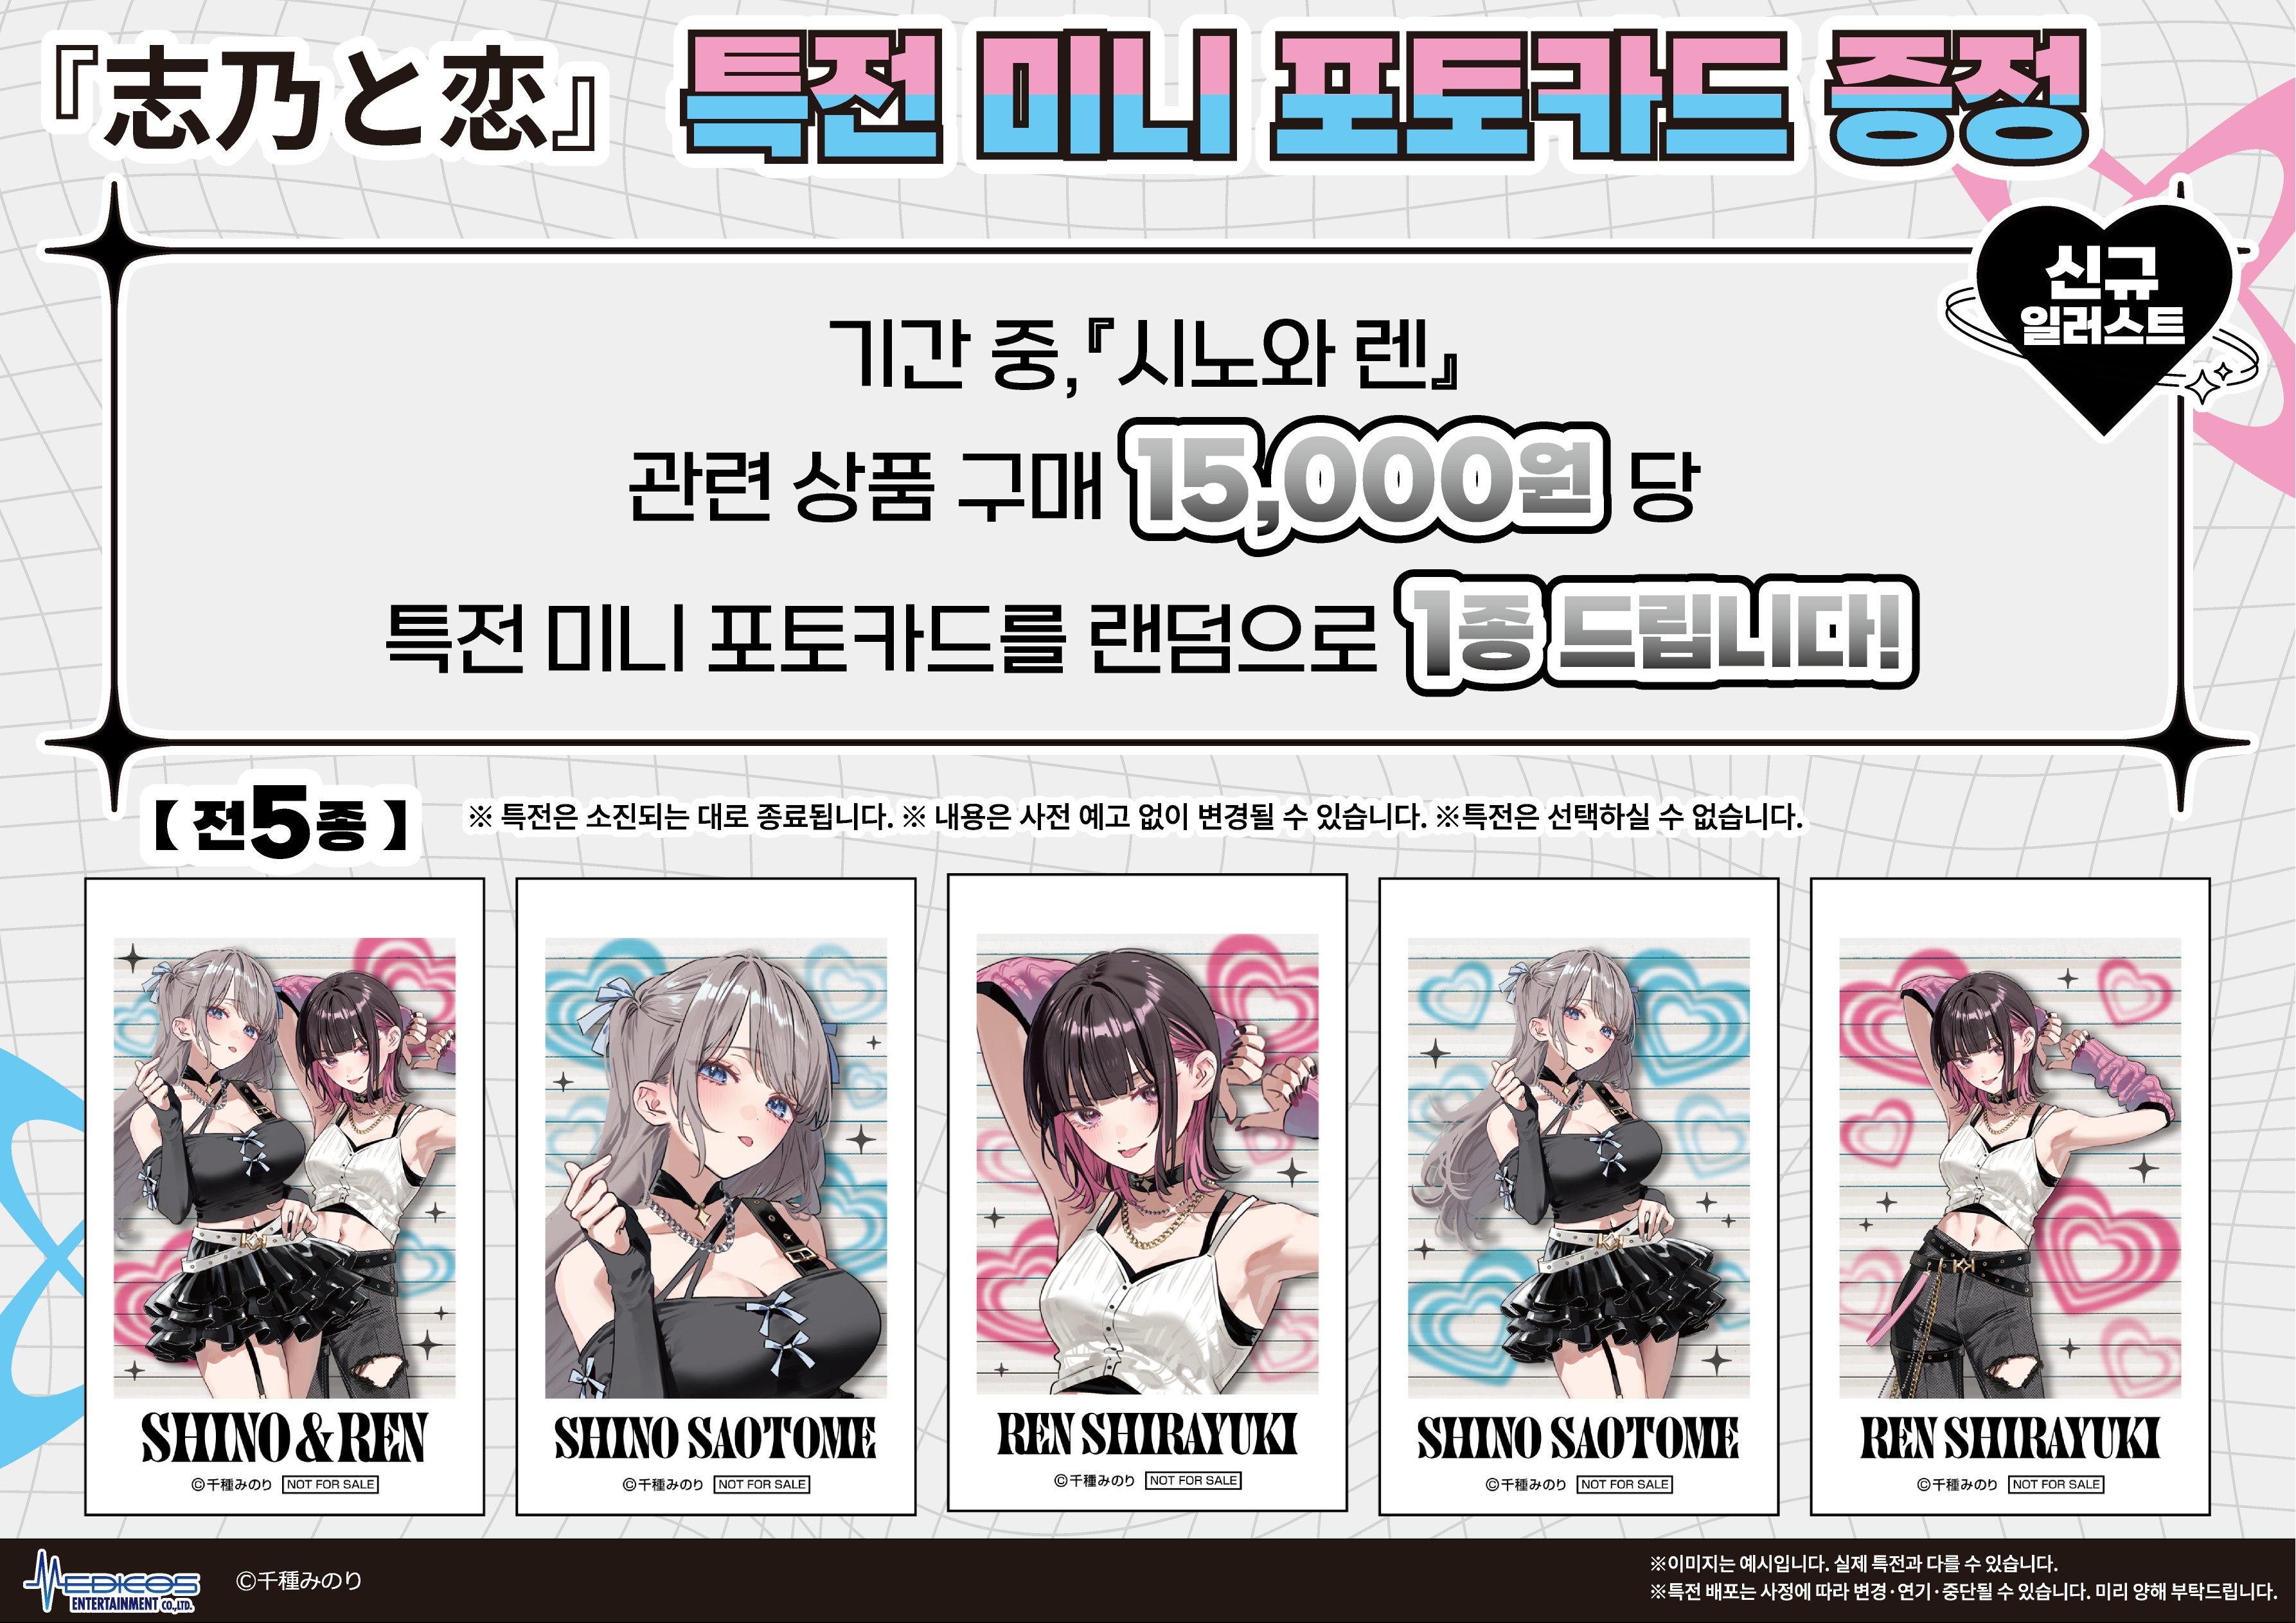 『志乃と恋』 특전 미니 포토카드 증정
신규
일러스트
기간 중,『시노와 렌』
관련 상품 구매 15,000원 당
특전 미니 포토카드를 랜덤으로 1종 드립니다!
【전5종】
※ 특전은 소진되는 대로 종료됩니다. ※ 내용은 사전 예고 없이 변경될 수 있습니다. ※특전은 선택하실 수 없습니다.
SHINO & REN
©千種みのり NOT FOR SALE
SHINO SAOTOME
©千種みのり NOT FOR SALE
REN SHIRAYUKI
©千種みのり NOT FOR SALE
SHINO SAOTOME
©千種みのり NOT FOR SALE
REN SHIRAYUKI
©千種みのり NOT FOR SALE
MEDICOS
ENTERTAINMENT CO.,LTD.
©千種みのり
※이미지는 예시입니다. 실제 특전과 다를 수 있습니다.
※특전 배포는 사정에 따라 변경·연기·중단될 수 있습니다. 미리 양해 부탁드립니다.